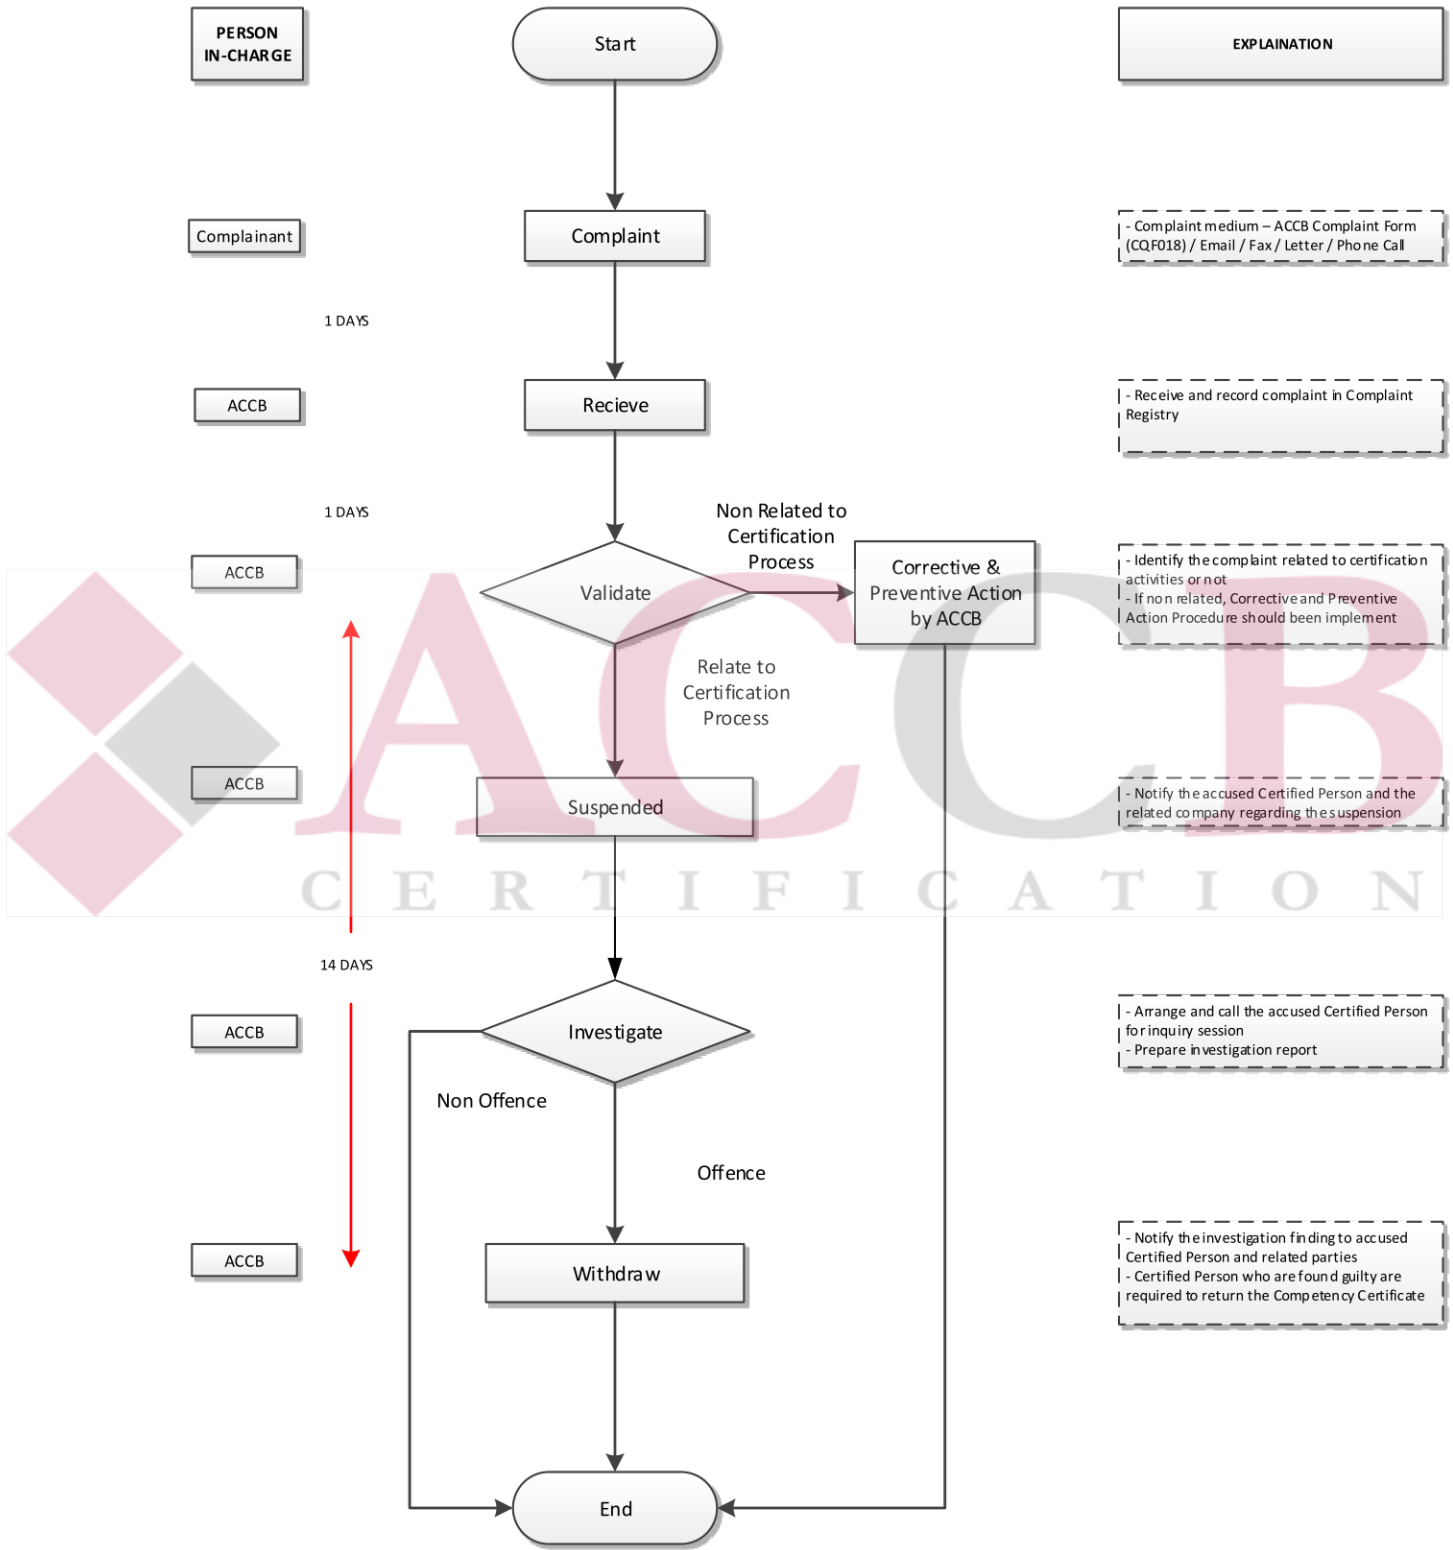 PERSON
IN-CHARGE
Start
EXPLAINATION
Complainant
Complaint
- Complaint medium – ACCB Complaint Form
(CQF018) / Email / Fax / Letter / Phone Call
1 DAYS
ACCB
Recieve
- Receive and record complaint in Complaint
Registry
1 DAYS
Non Related to
Certification
Process
ACCB
Validate
Corrective &
Preventive Action
by ACCB
- Identify the complaint related to certification
activities or not
- If non related, Corrective and Preventive
Action Procedure should been implement
Relate to
Certification
Process
ACCB
ACCB
Suspended
- Notify the accused Certified Person and the
related company regarding the suspension
CERTIFICATION
14 DAYS
ACCB
Investigate
- Arrange and call the accused Certified Person
for inquiry session
- Prepare investigation report
Non Offence
Offence
ACCB
Withdraw
- Notify the investigation finding to accused
Certified Person and related parties
- Certified Person who are found guilty are
required to return the Competency Certificate
End